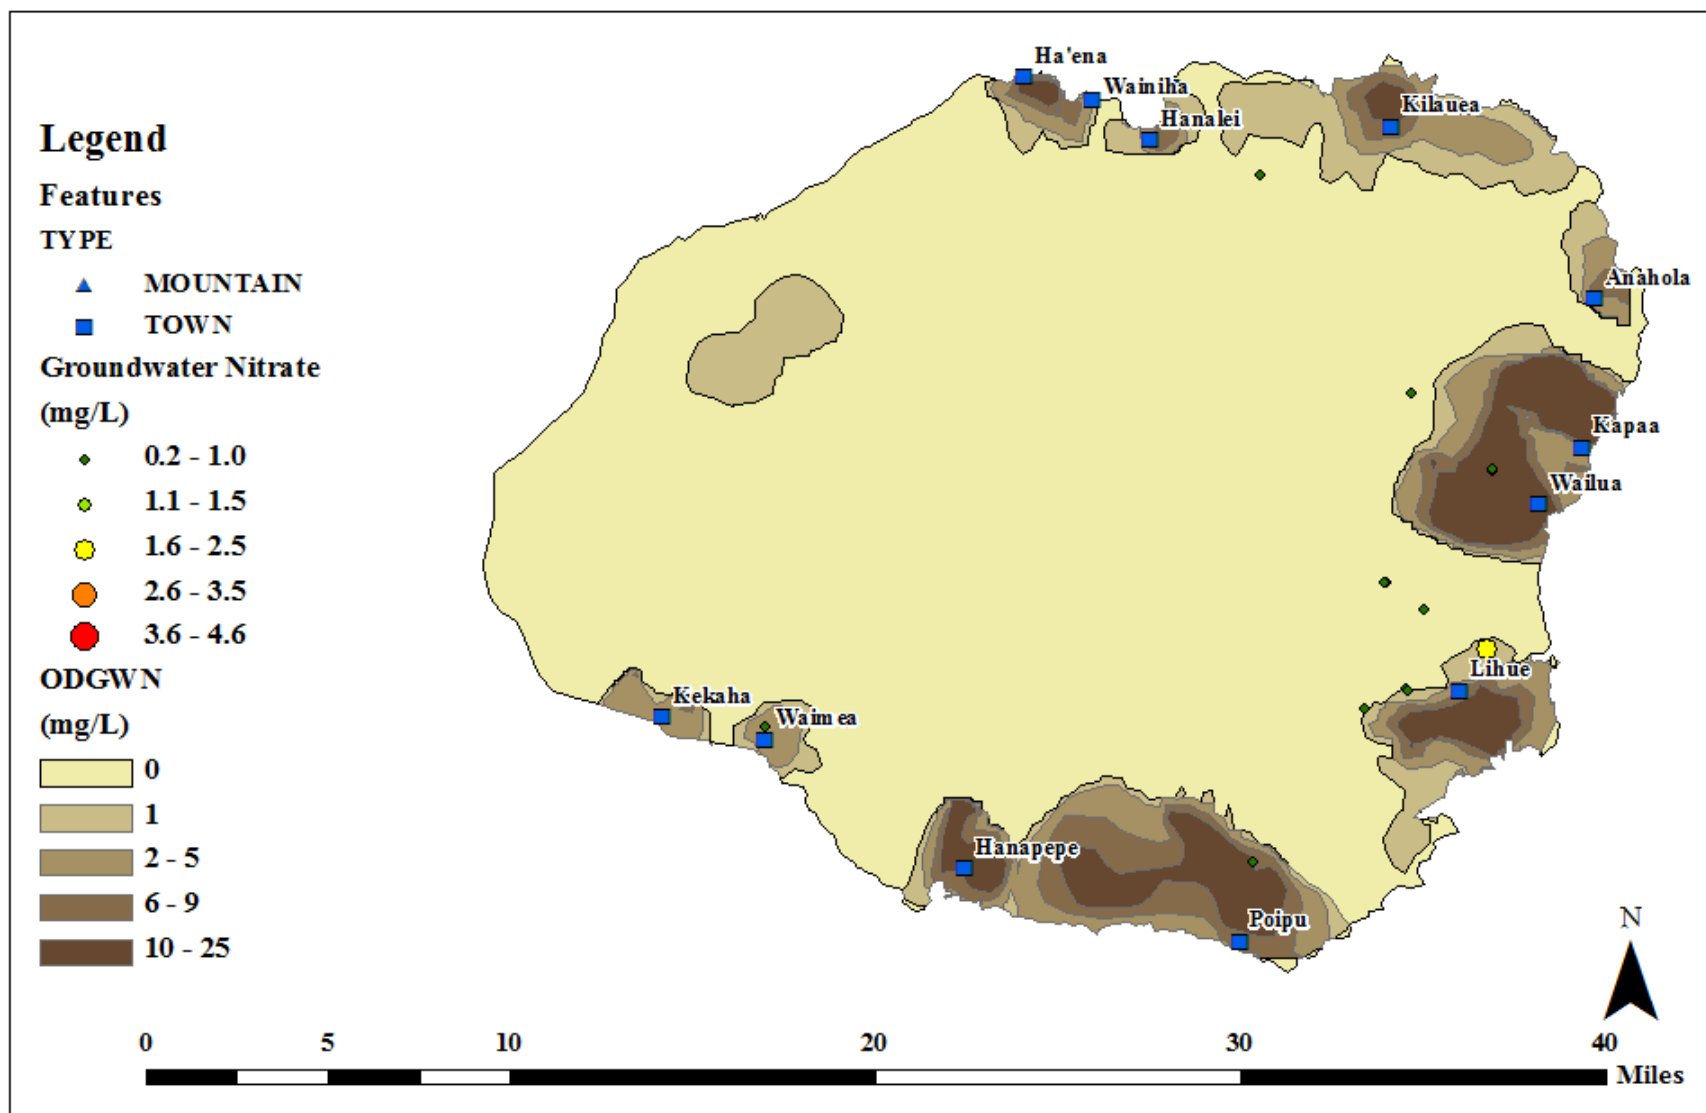 Legend
Features
TYPE
MOUNTAIN
TOWN
Groundwater Nitrate
(mg/L)
0.2 - 1.0
1.1 - 1.5
1.6 - 2.5
2.6 - 3.5
3.6 - 4.6
ODGWN
(mg/L)
0
1
2 - 5
6 - 9
10 - 25
Ha'ena
Wainiha
Hanalei
Kilauea
Anahola
Kapaa
Wailua
Lihue
Kekaha
Waimea
Hanapepe
Poipu
N
0 5 10 20 30 40
Miles